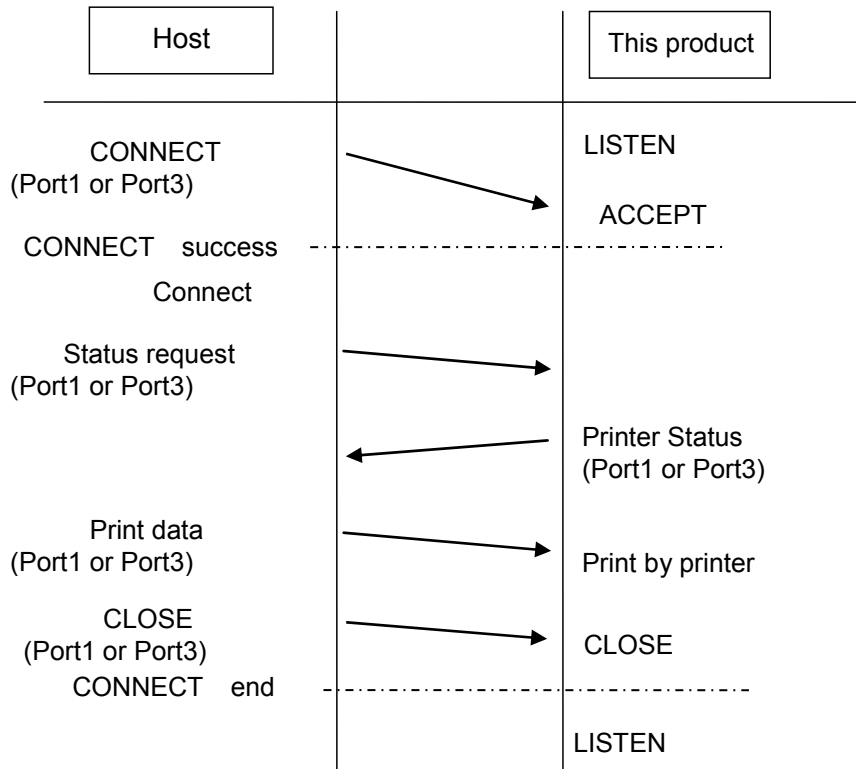 Host
This product
CONNECT
(Port1 or Port3)
LISTEN
ACCEPT
CONNECT success
Connect
Status request
(Port1 or Port3)
Printer Status
(Port1 or Port3)
Print data
(Port1 or Port3)
Print by printer
CLOSE
(Port1 or Port3)
CLOSE
CONNECT end
LISTEN